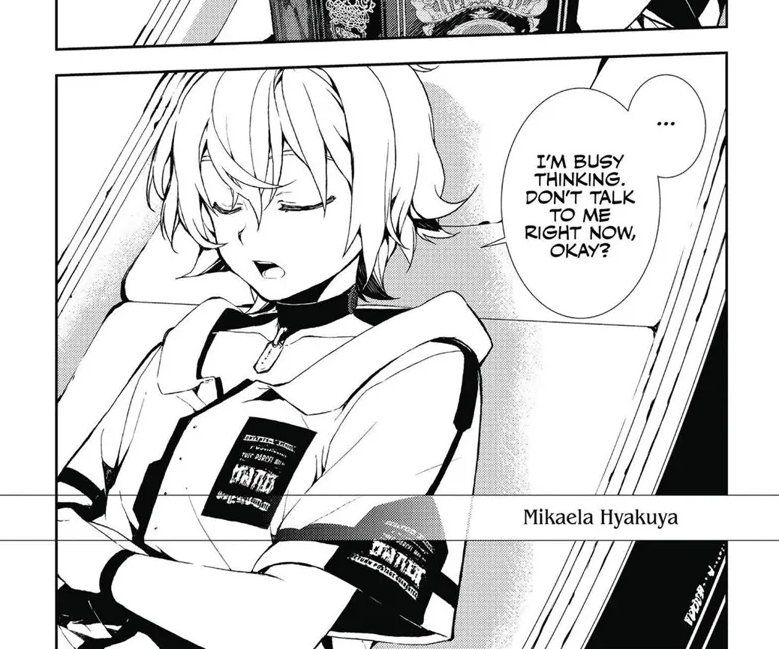 ...
I'M BUSY
THINKING.
DON'T TALK
TO ME
RIGHT NOW,
OKAY?
Mikaela Hyakuya